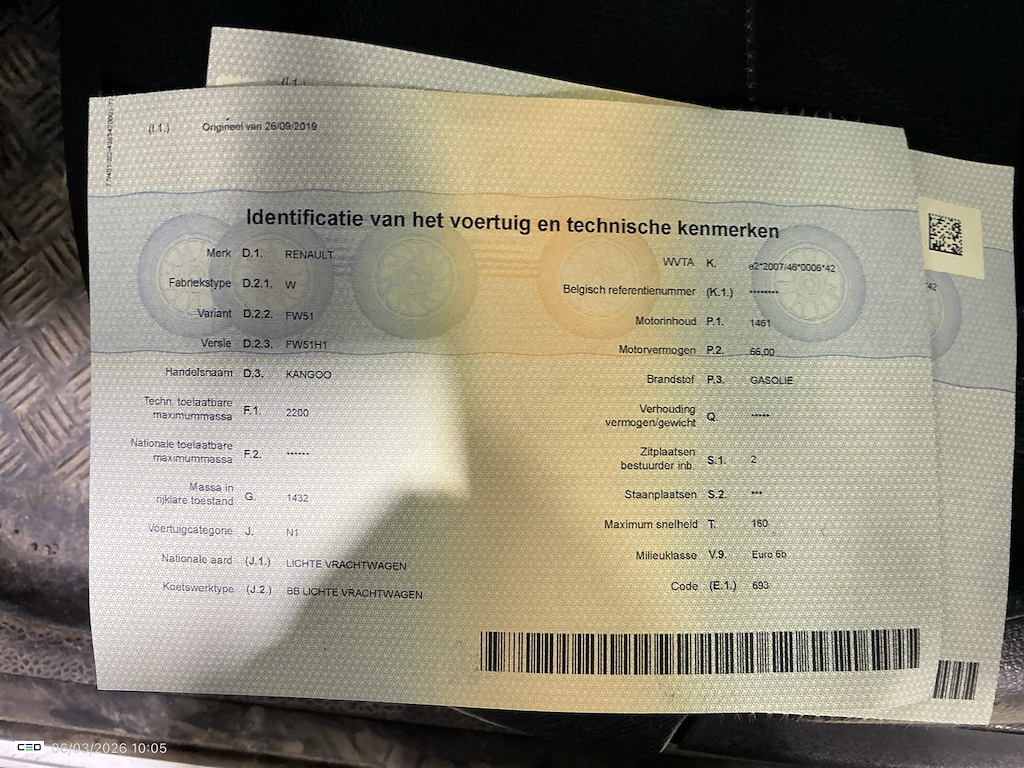 (I.1.) Origineel van 26/09/2019
Identificatie van het voertuig en technische kenmerken
Merk D.1. RENAULT
Fabriekstype D.2.1. W
Variant D.2.2. FW51
Versie D.2.3. FW51H1
Handelsnaam D.3. KANGOO
Techn. toelaatbare
maximummassa F.1. 2200
Nationale toelaatbare
maximummassa F.2. ******
Massa in
rijklare toestand G. 1432
Voertuigcategorie J. N1
Nationale aard (J.1.) LICHTE VRACHTWAGEN
Koetswerktype (J.2.) BB LICHTE VRACHTWAGEN
WVTA K. e2*2007/46*0006*42
Belgisch referentienummer (K.1.) ********
Motorinhoud P.1. 1461
Motorvermogen P.2. 66,00
Brandstof P.3. GASOLIE
Verhouding
vermogen/gewicht Q. *****
Zitplaatsen
bestuurder inb. S.1. 2
Staanplaatsen S.2. ***
Maximum snelheid T. 160
Milieuklasse V.9. Euro 6b
Code (E.1.) 693
*42
CEO 06/03/2026 10:05